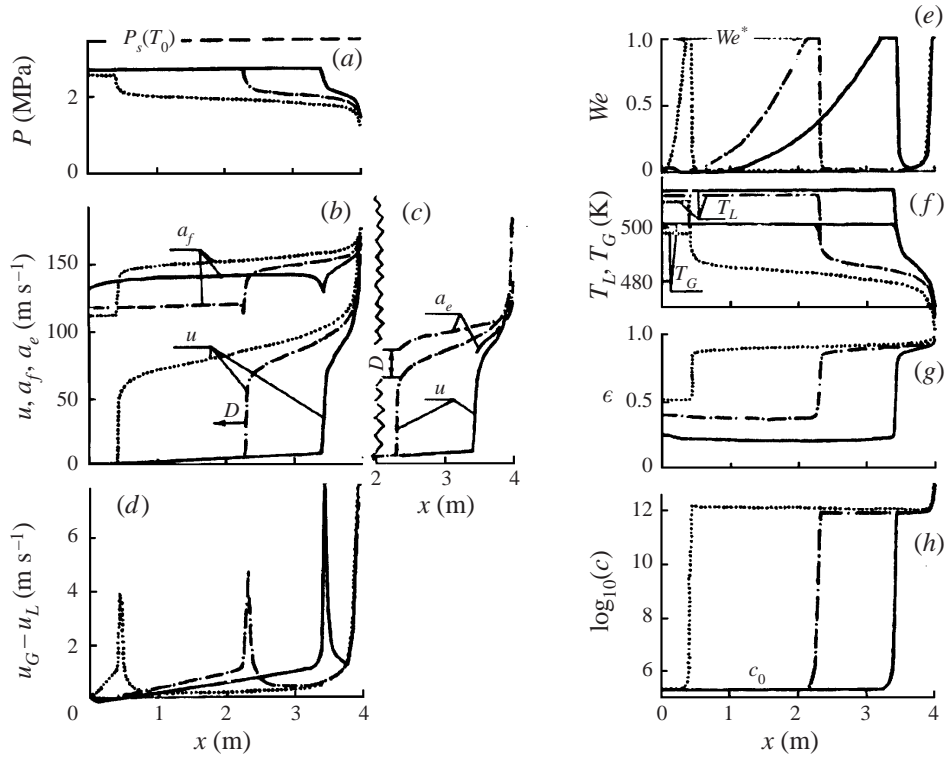 P_s(T_0)
(a)
P (MPa)
2
0
(b)
u, a_f, a_e (m s⁻¹)
150
100
50
0
a_f
u
D
(c)
a_e
D
u
2 3 4
x (m)
(d)
u_G − u_L (m s⁻¹)
6
4
2
0
1 2 3 4
x (m)
(e)
We
1.0
0.5
0
We*
(f)
T_L, T_G (K)
500
480
T_L
T_G
(g)
ϵ
1.0
0.5
0.1
(h)
log₁₀(c)
12
10
8
6
c_0
0 1 2 3 4
x (m)